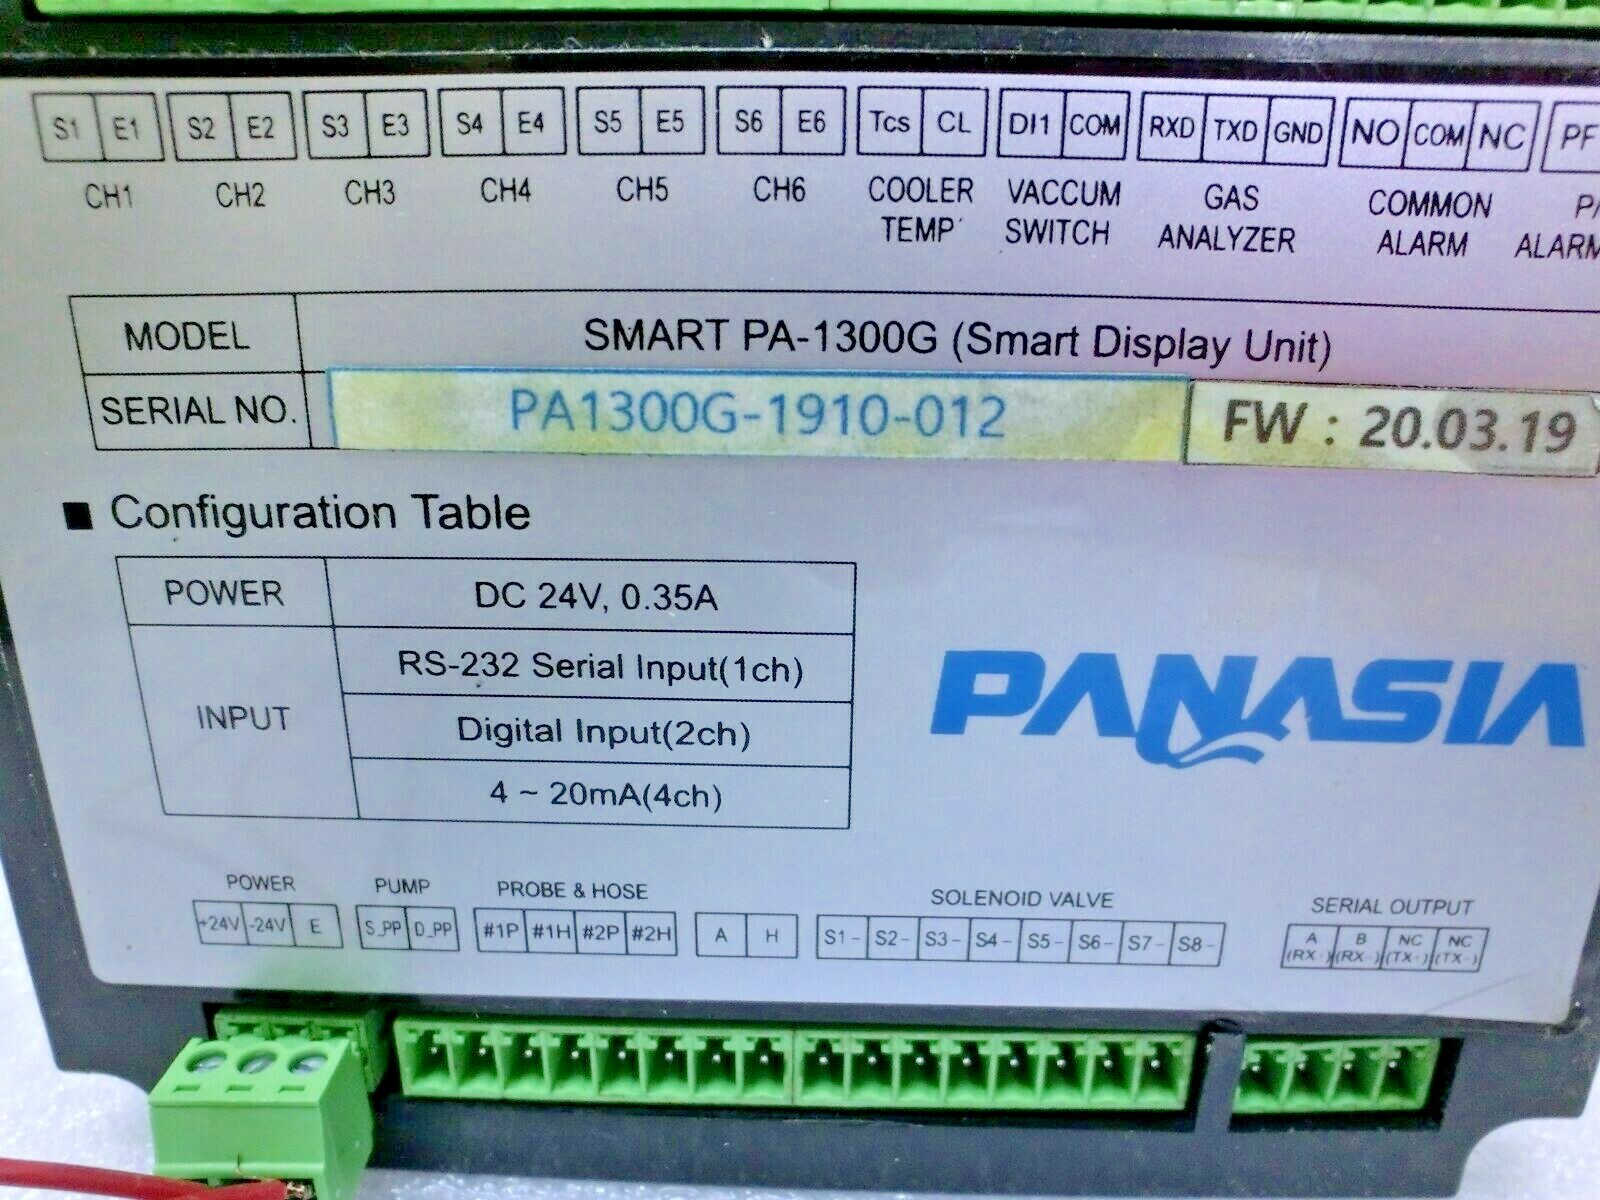 S1 E1 S2 E2 S3 E3 S4 E4 S5 E5 S6 E6 Tcs CL DI1 COM RXD TXD GND NO COM NC PF
CH1 CH2 CH3 CH4 CH5 CH6 COOLER VACCUM GAS COMMON
TEMP SWITCH ANALYZER ALARM ALARM
MODEL SMART PA-1300G (Smart Display Unit)
SERIAL NO. PA1300G-1910-012 FW : 20.03.19
■ Configuration Table
POWER DC 24V, 0.35A
INPUT RS-232 Serial Input(1ch)
Digital Input(2ch)
4 ~ 20mA(4ch)
PANASIA
POWER PUMP PROBE & HOSE SOLENOID VALVE SERIAL OUTPUT
+24V -24V E S_PP D_PP #1P #1H #2P #2H A H S1- S2- S3- S4- S5- S6- S7- S8- A B NC NC
(RX+) (RX-) (TX+) (TX-)